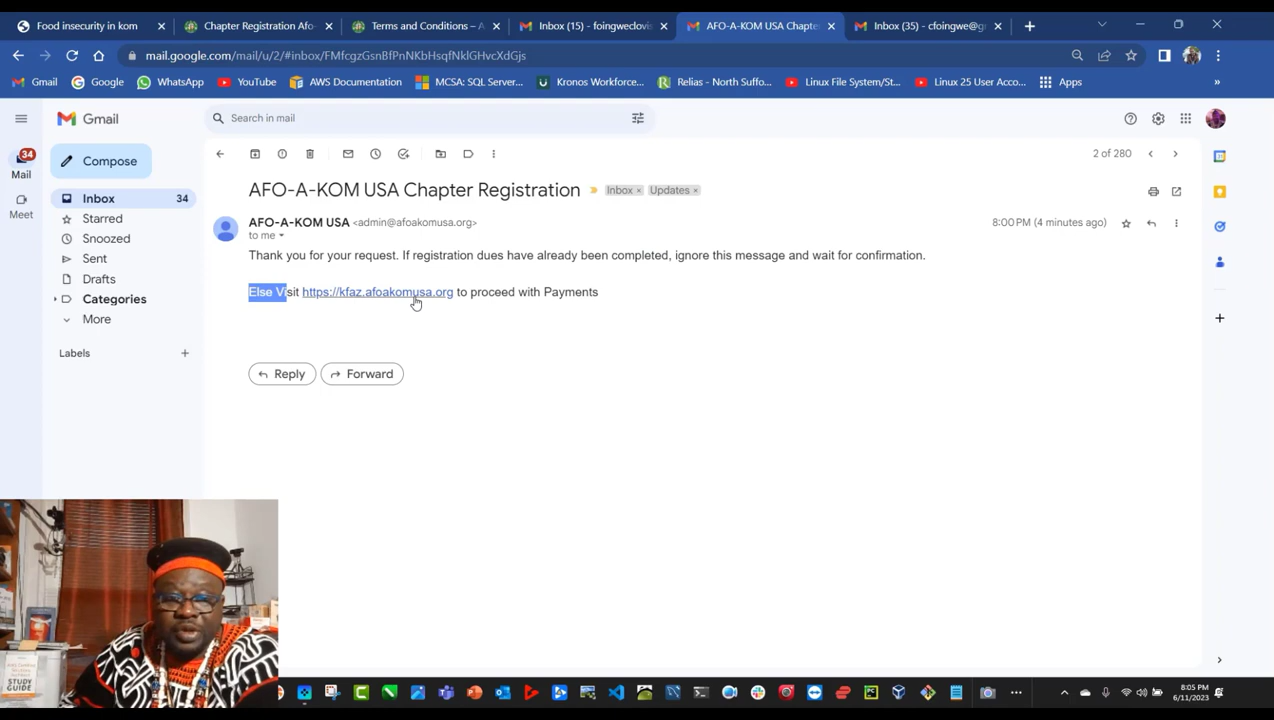 Food insecurity in kom
Chapter Registration Afo-
Terms and Conditions – A
Inbox (15) – foingweclovis
AFO-A-KOM USA Chapte
Inbox (35) - cfoingwe@g
mail.google.com/mail/u/2/#inbox/FMfcgzGsnBfPnNKbHsqfNklGHvcXdGjs
Gmail
Google
WhatsApp
YouTube
AWS Documentation
MCSA: SQL Server...
Kronos Workforce...
Relias - North Suffo...
Linux File System/St...
Linux 25 User Acco...
Apps
»
Gmail
Search in mail
34
Mail
Meet
Compose
Inbox 34
Starred
Snoozed
Sent
Drafts
Categories
More
Labels
2 of 280
AFO-A-KOM USA Chapter Registration
Inbox ×
Updates ×
AFO-A-KOM USA <admin@afoakomusa.org>
8:00 PM (4 minutes ago)
to me
Thank you for your request. If registration dues have already been completed, ignore this message and wait for confirmation.
Else Visit https://kfaz.afoakomusa.org to proceed with Payments
Reply
Forward
STUDY
GUIDE
8:05 PM
6/11/2023